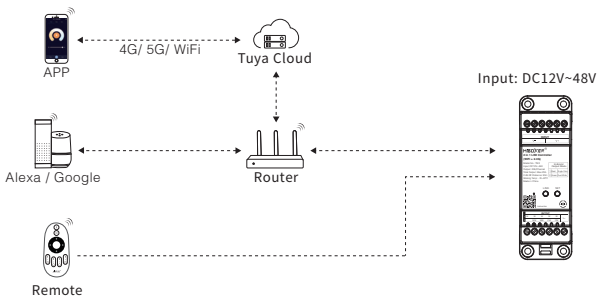 4G/ 5G/ WiFi
APP
Tuya Cloud
Input: DC12V~48V
Alexa / Google
Router
Remote